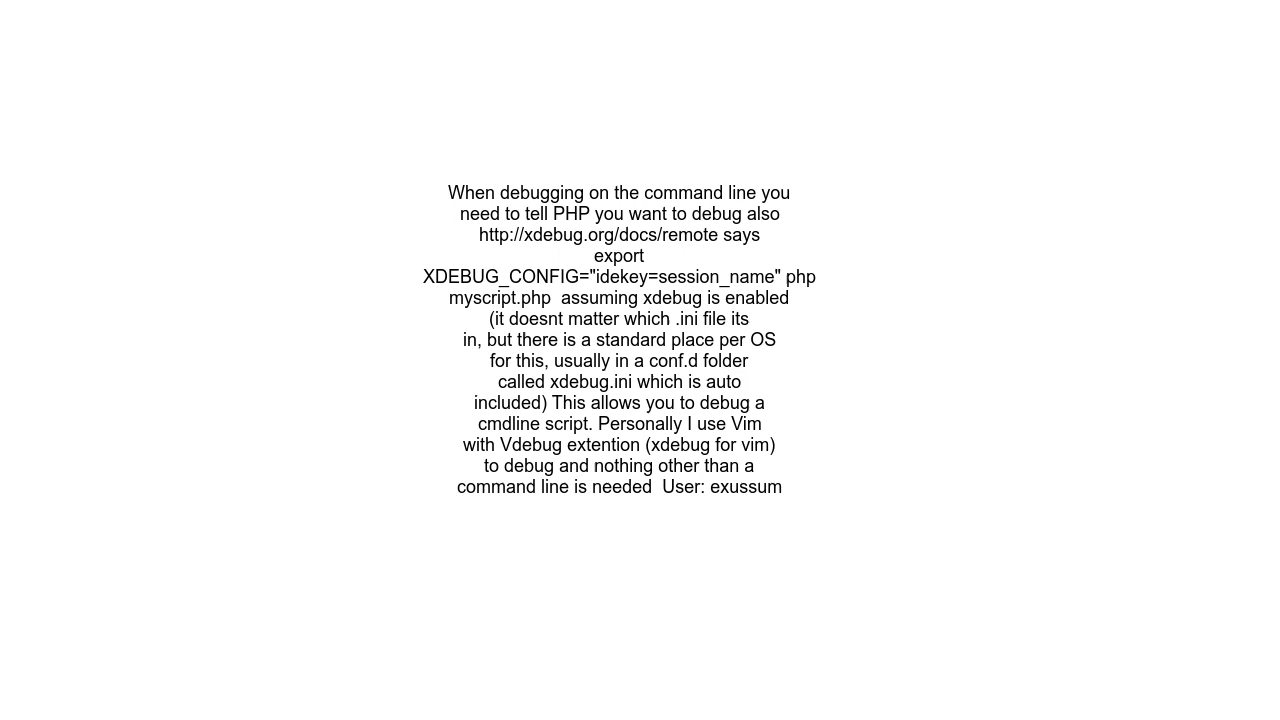 When debugging on the command line you
need to tell PHP you want to debug also
http://xdebug.org/docs/remote says
export
XDEBUG_CONFIG="idekey=session_name" php
myscript.php  assuming xdebug is enabled
(it doesnt matter which .ini file its
in, but there is a standard place per OS
for this, usually in a conf.d folder
called xdebug.ini which is auto
included) This allows you to debug a
cmdline script. Personally I use Vim
with Vdebug extention (xdebug for vim)
to debug and nothing other than a
command line is needed  User: exussum